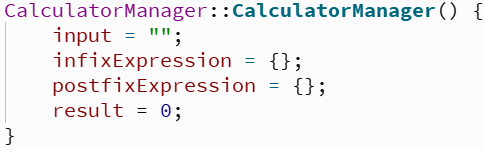 CalculatorManager::CalculatorManager() {
    input = "";
    infixExpression = {};
    postfixExpression = {};
    result = 0;
}